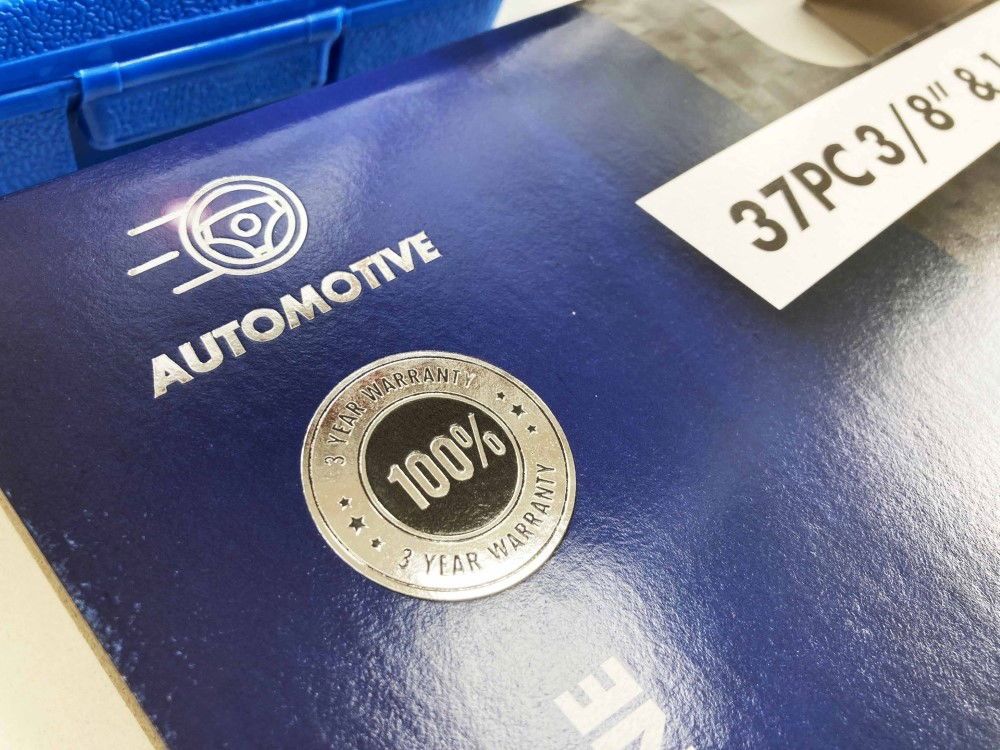 37PC 3/8" &
AUTOMOTIVE
3 YEAR WARRANTY
100%
3 YEAR WARRANTY